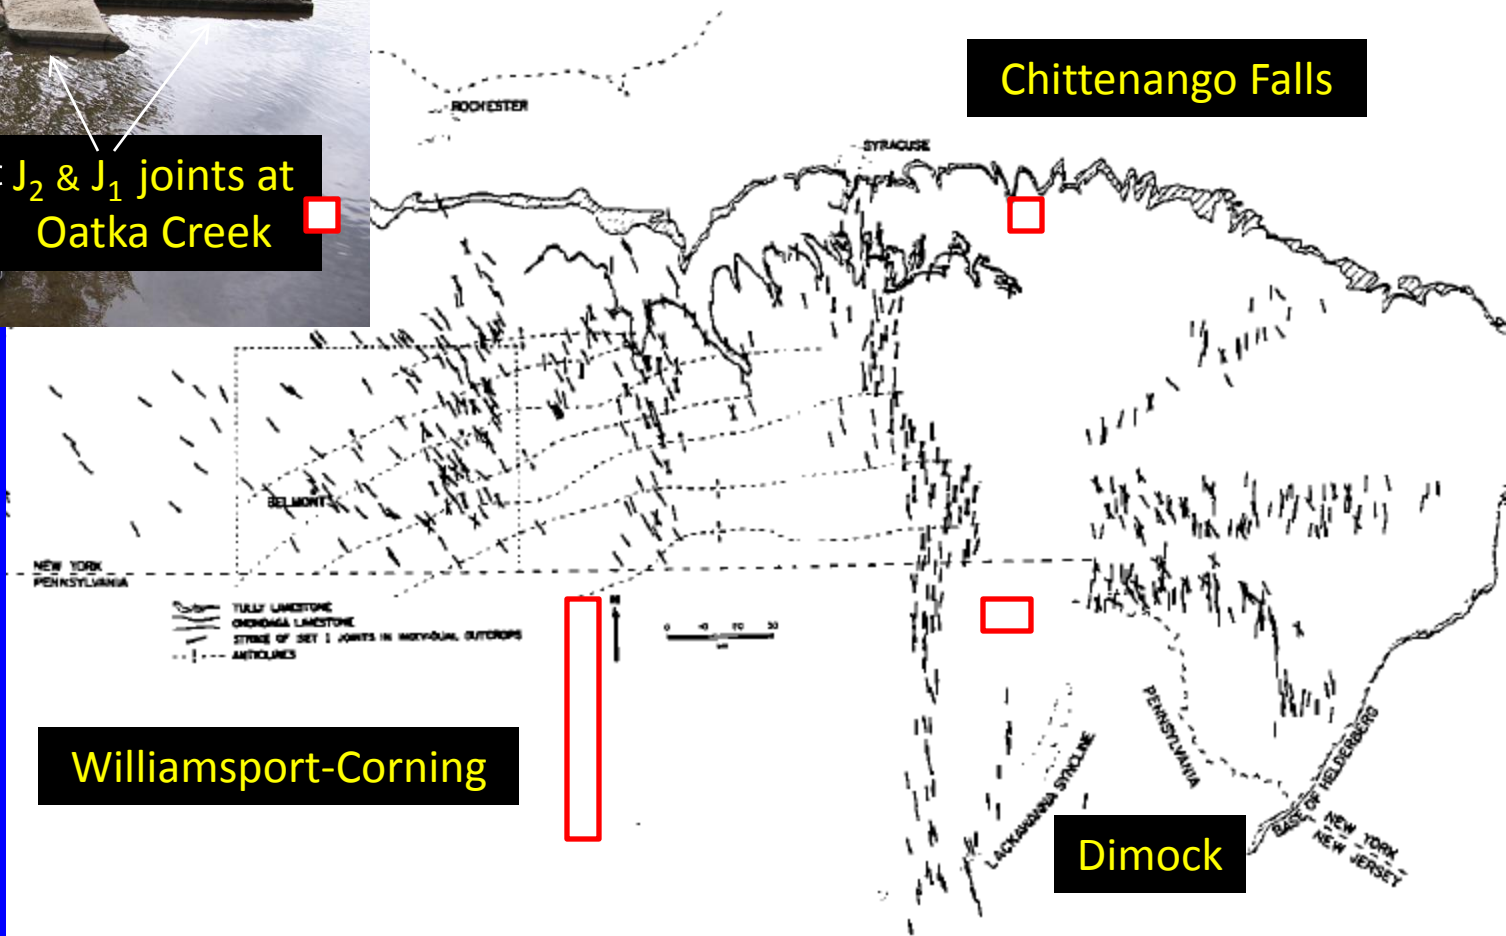 Chittenango Falls
ROCHESTER
SYRACUSE
J₂ & J₁ joints at
Oatka Creek
BELMONT
NEW YORK
PENNSYLVANIA
TULLY LIMESTONE
ONONDAGA LIMESTONE
STRIKE OF SET I JOINTS IN INDIVIDUAL OUTCROPS
ANTICLINES
N
0
Williamsport-Corning
PENNSYLVANIA
LACKAWANNA SYNCLINE
BASE OF HELDERBERG
NEW YORK
NEW JERSEY
Dimock